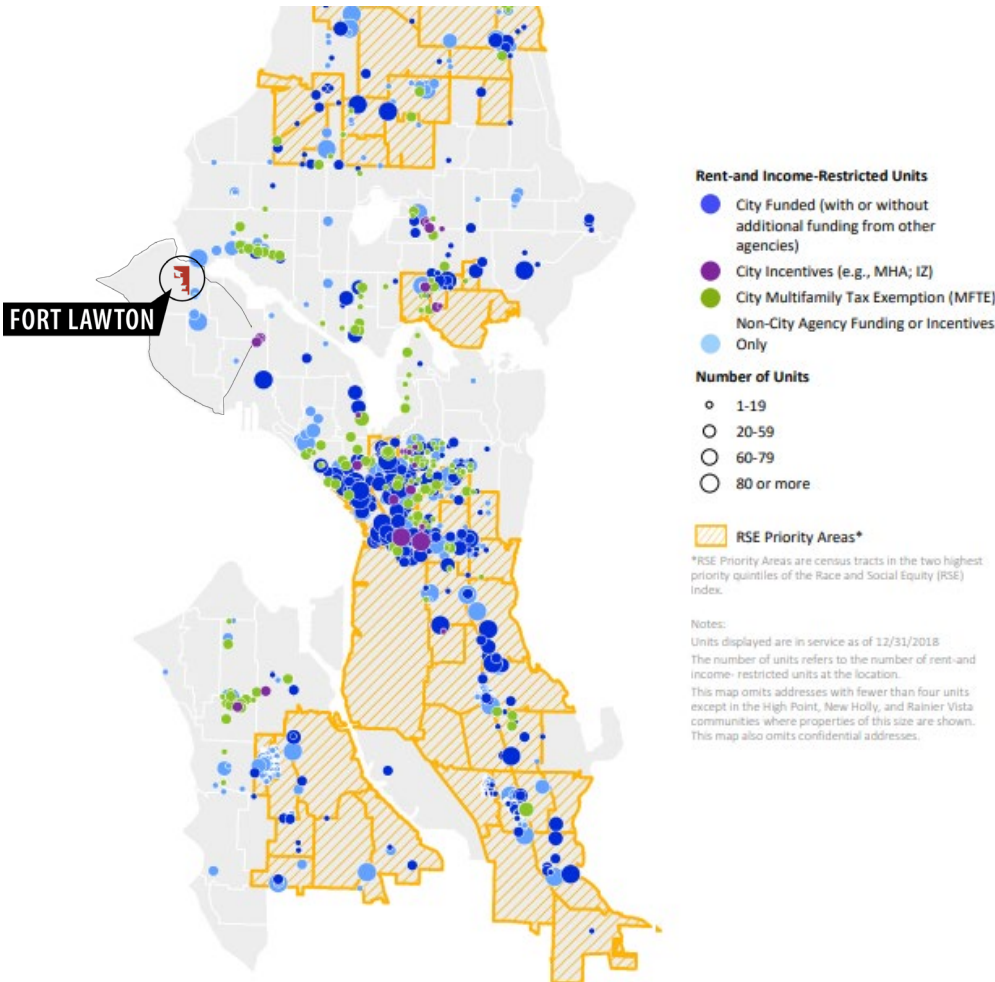 FORT LAWTON
Rent-and Income-Restricted Units
City Funded (with or without
additional funding from other
agencies)
City Incentives (e.g., MHA; IZ)
City Multifamily Tax Exemption (MFTE)
Non-City Agency Funding or Incentives
Only
Number of Units
1-19
20-59
60-79
80 or more
RSE Priority Areas*
*RSE Priority Areas are census tracts in the two highest
priority quintiles of the Race and Social Equity (RSE)
Index.
Notes:
Units displayed are in service as of 12/31/2018
The number of units refers to the number of rent-and
income- restricted units at the location.
This map omits addresses with fewer than four units
except in the High Point, New Holly, and Rainier Vista
communities where properties of this size are shown.
This map also omits confidential addresses.